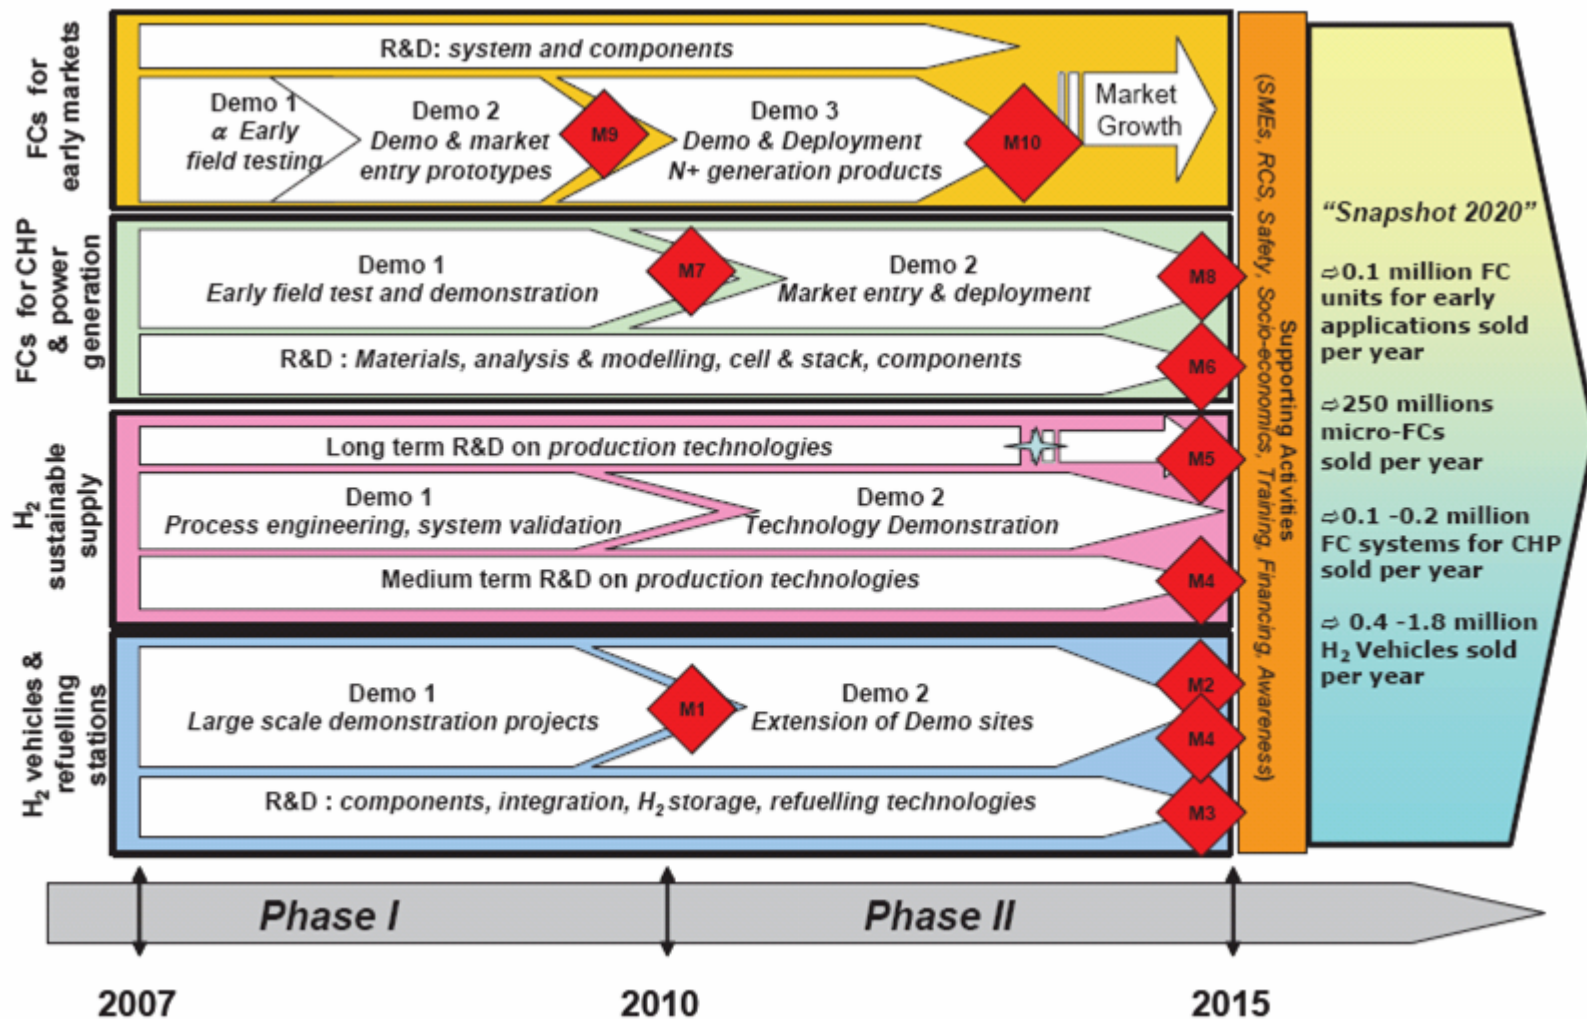 FCs for
early markets
R&D: system and components
Demo 1
α Early
field testing
Demo 2
Demo & market
entry prototypes
M9
Demo 3
Demo & Deployment
N+ generation products
M10
Market
Growth
FCs for CHP
& power
generation
Demo 1
Early field test and demonstration
M7
Demo 2
Market entry & deployment
M8
R&D : Materials, analysis & modelling, cell & stack, components
M6
H2
sustainable
supply
Long term R&D on production technologies
M5
Demo 1
Process engineering, system validation
Demo 2
Technology Demonstration
Medium term R&D on production technologies
M4
H2 vehicles &
refuelling
stations
Demo 1
Large scale demonstration projects
M1
Demo 2
Extension of Demo sites
M2
M4
R&D : components, integration, H2 storage, refuelling technologies
M3
Supporting Activities
(SMEs, RCS, Safety, Socio-economics, Training, Financing, Awareness)
“Snapshot 2020”
⇨0.1 million FC
units for early
applications sold
per year
⇨250 millions
micro-FCs
sold per year
⇨0.1 -0.2 million
FC systems for CHP
sold per year
⇨ 0.4 -1.8 million
H2 Vehicles sold
per year
Phase I
Phase II
2007
2010
2015